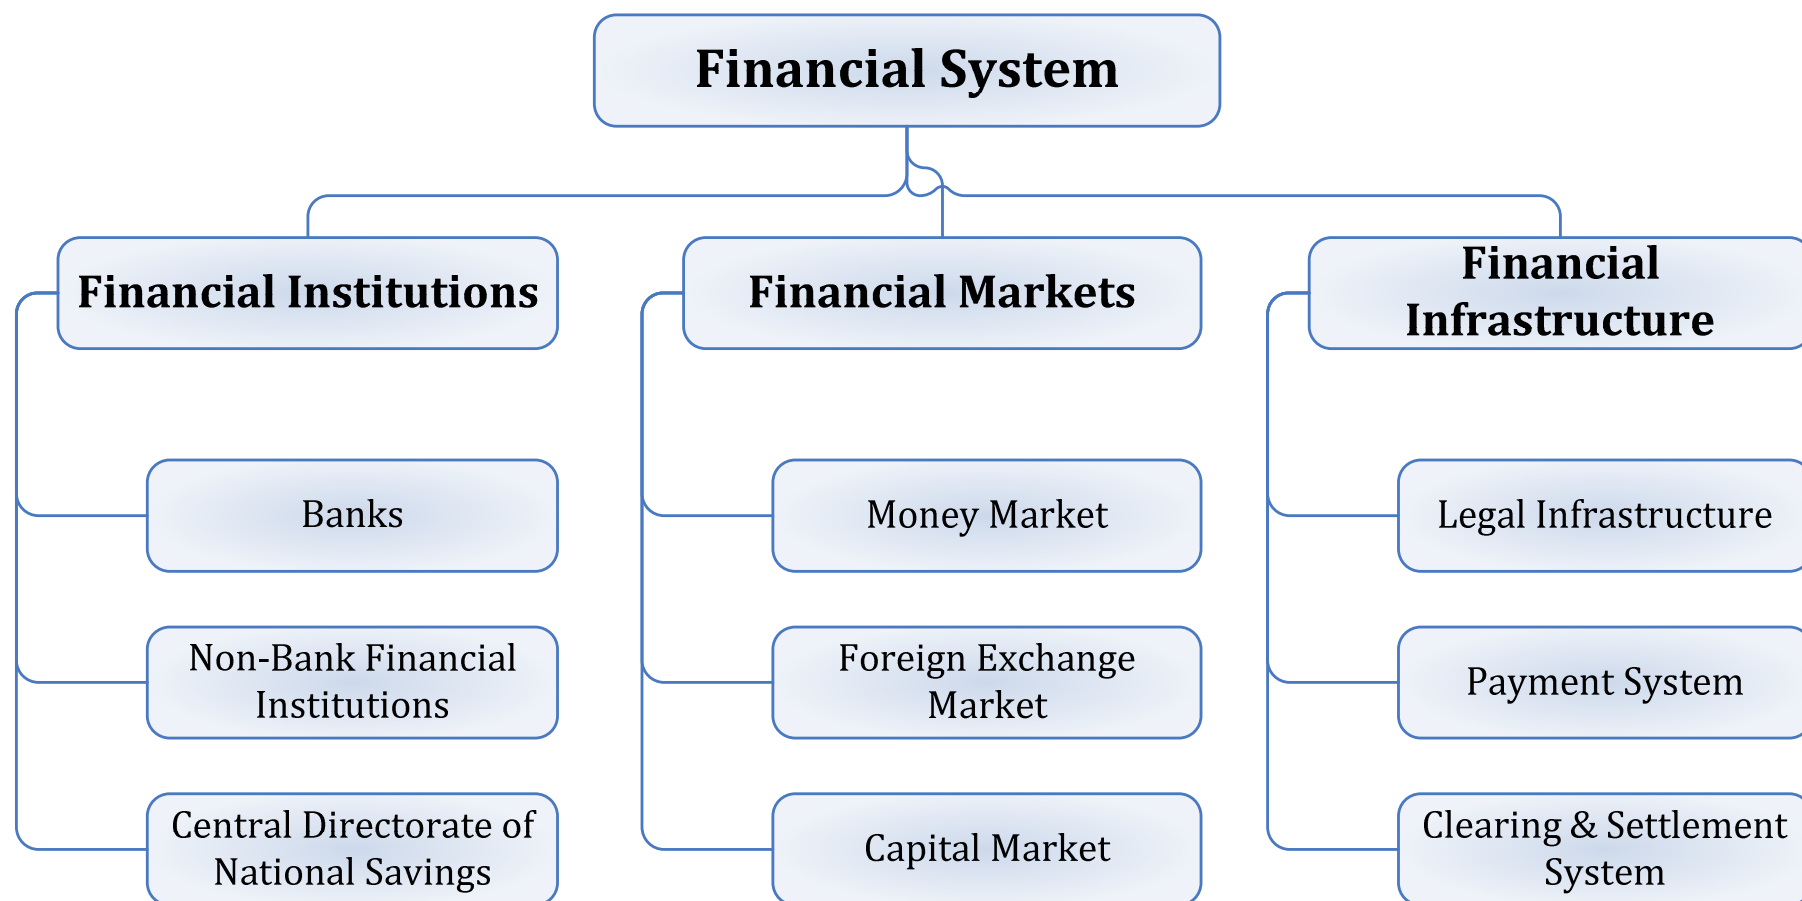 Financial System
Financial Institutions
Financial Markets
Financial
Infrastructure
Banks
Money Market
Legal Infrastructure
Non-Bank Financial
Institutions
Foreign Exchange
Market
Payment System
Central Directorate of
National Savings
Capital Market
Clearing & Settlement
System